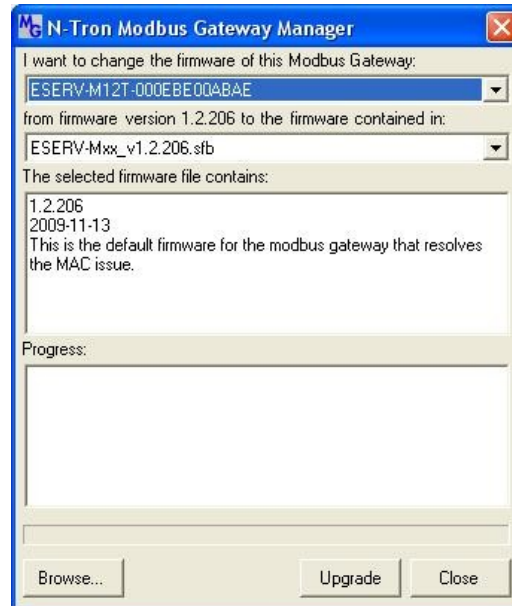 MG N-Tron Modbus Gateway Manager
I want to change the firmware of this Modbus Gateway:
ESERV-M12T-000EBE00ABAE
from firmware version 1.2.206 to the firmware contained in:
ESERV-Mxx_v1.2.206.sfb
The selected firmware file contains:
1.2.206
2009-11-13
This is the default firmware for the modbus gateway that resolves
the MAC issue.
Progress:
Browse... Upgrade Close